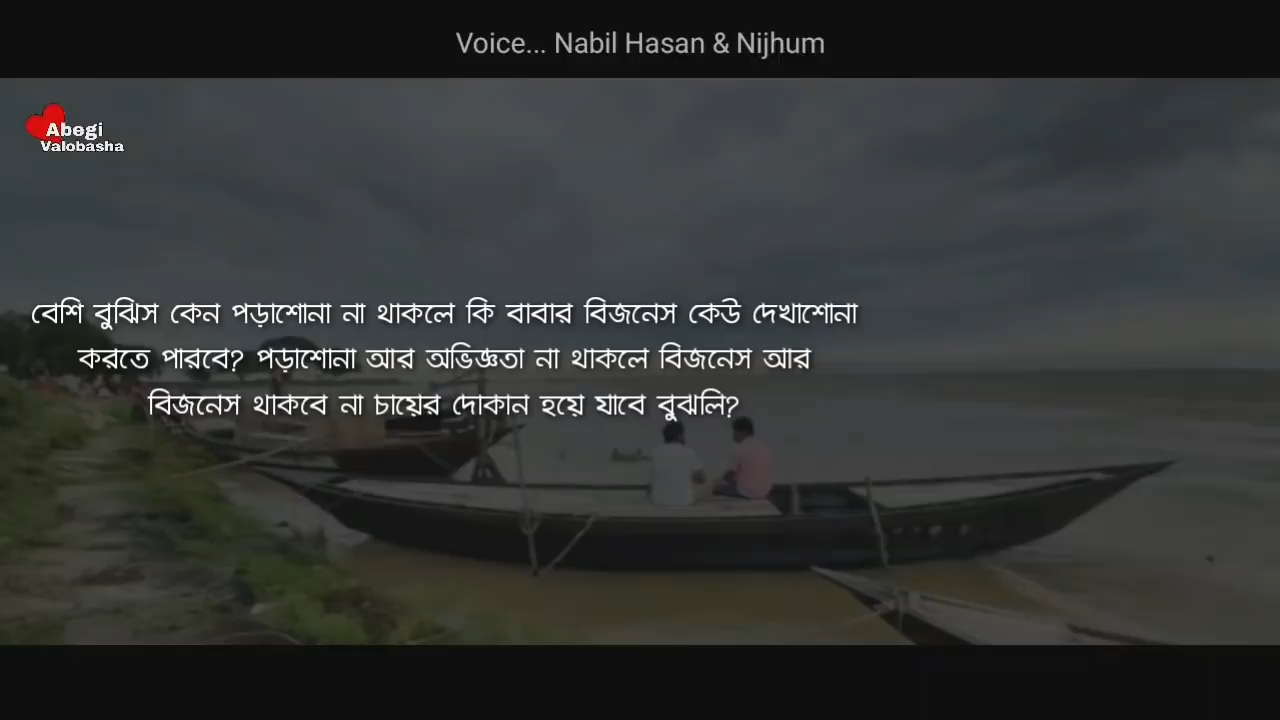 Voice... Nabil Hasan & Nijhum
Abegi
Valobasha
বেশি বুঝিস কেন পড়াশোনা না থাকলে কি বাবার বিজনেস কেউ দেখাশোনা
করতে পারবে? পড়াশোনা আর অভিজ্ঞতা না থাকলে বিজনেস আর
বিজনেস থাকবে না চায়ের দোকান হয়ে যাবে বুঝলি?